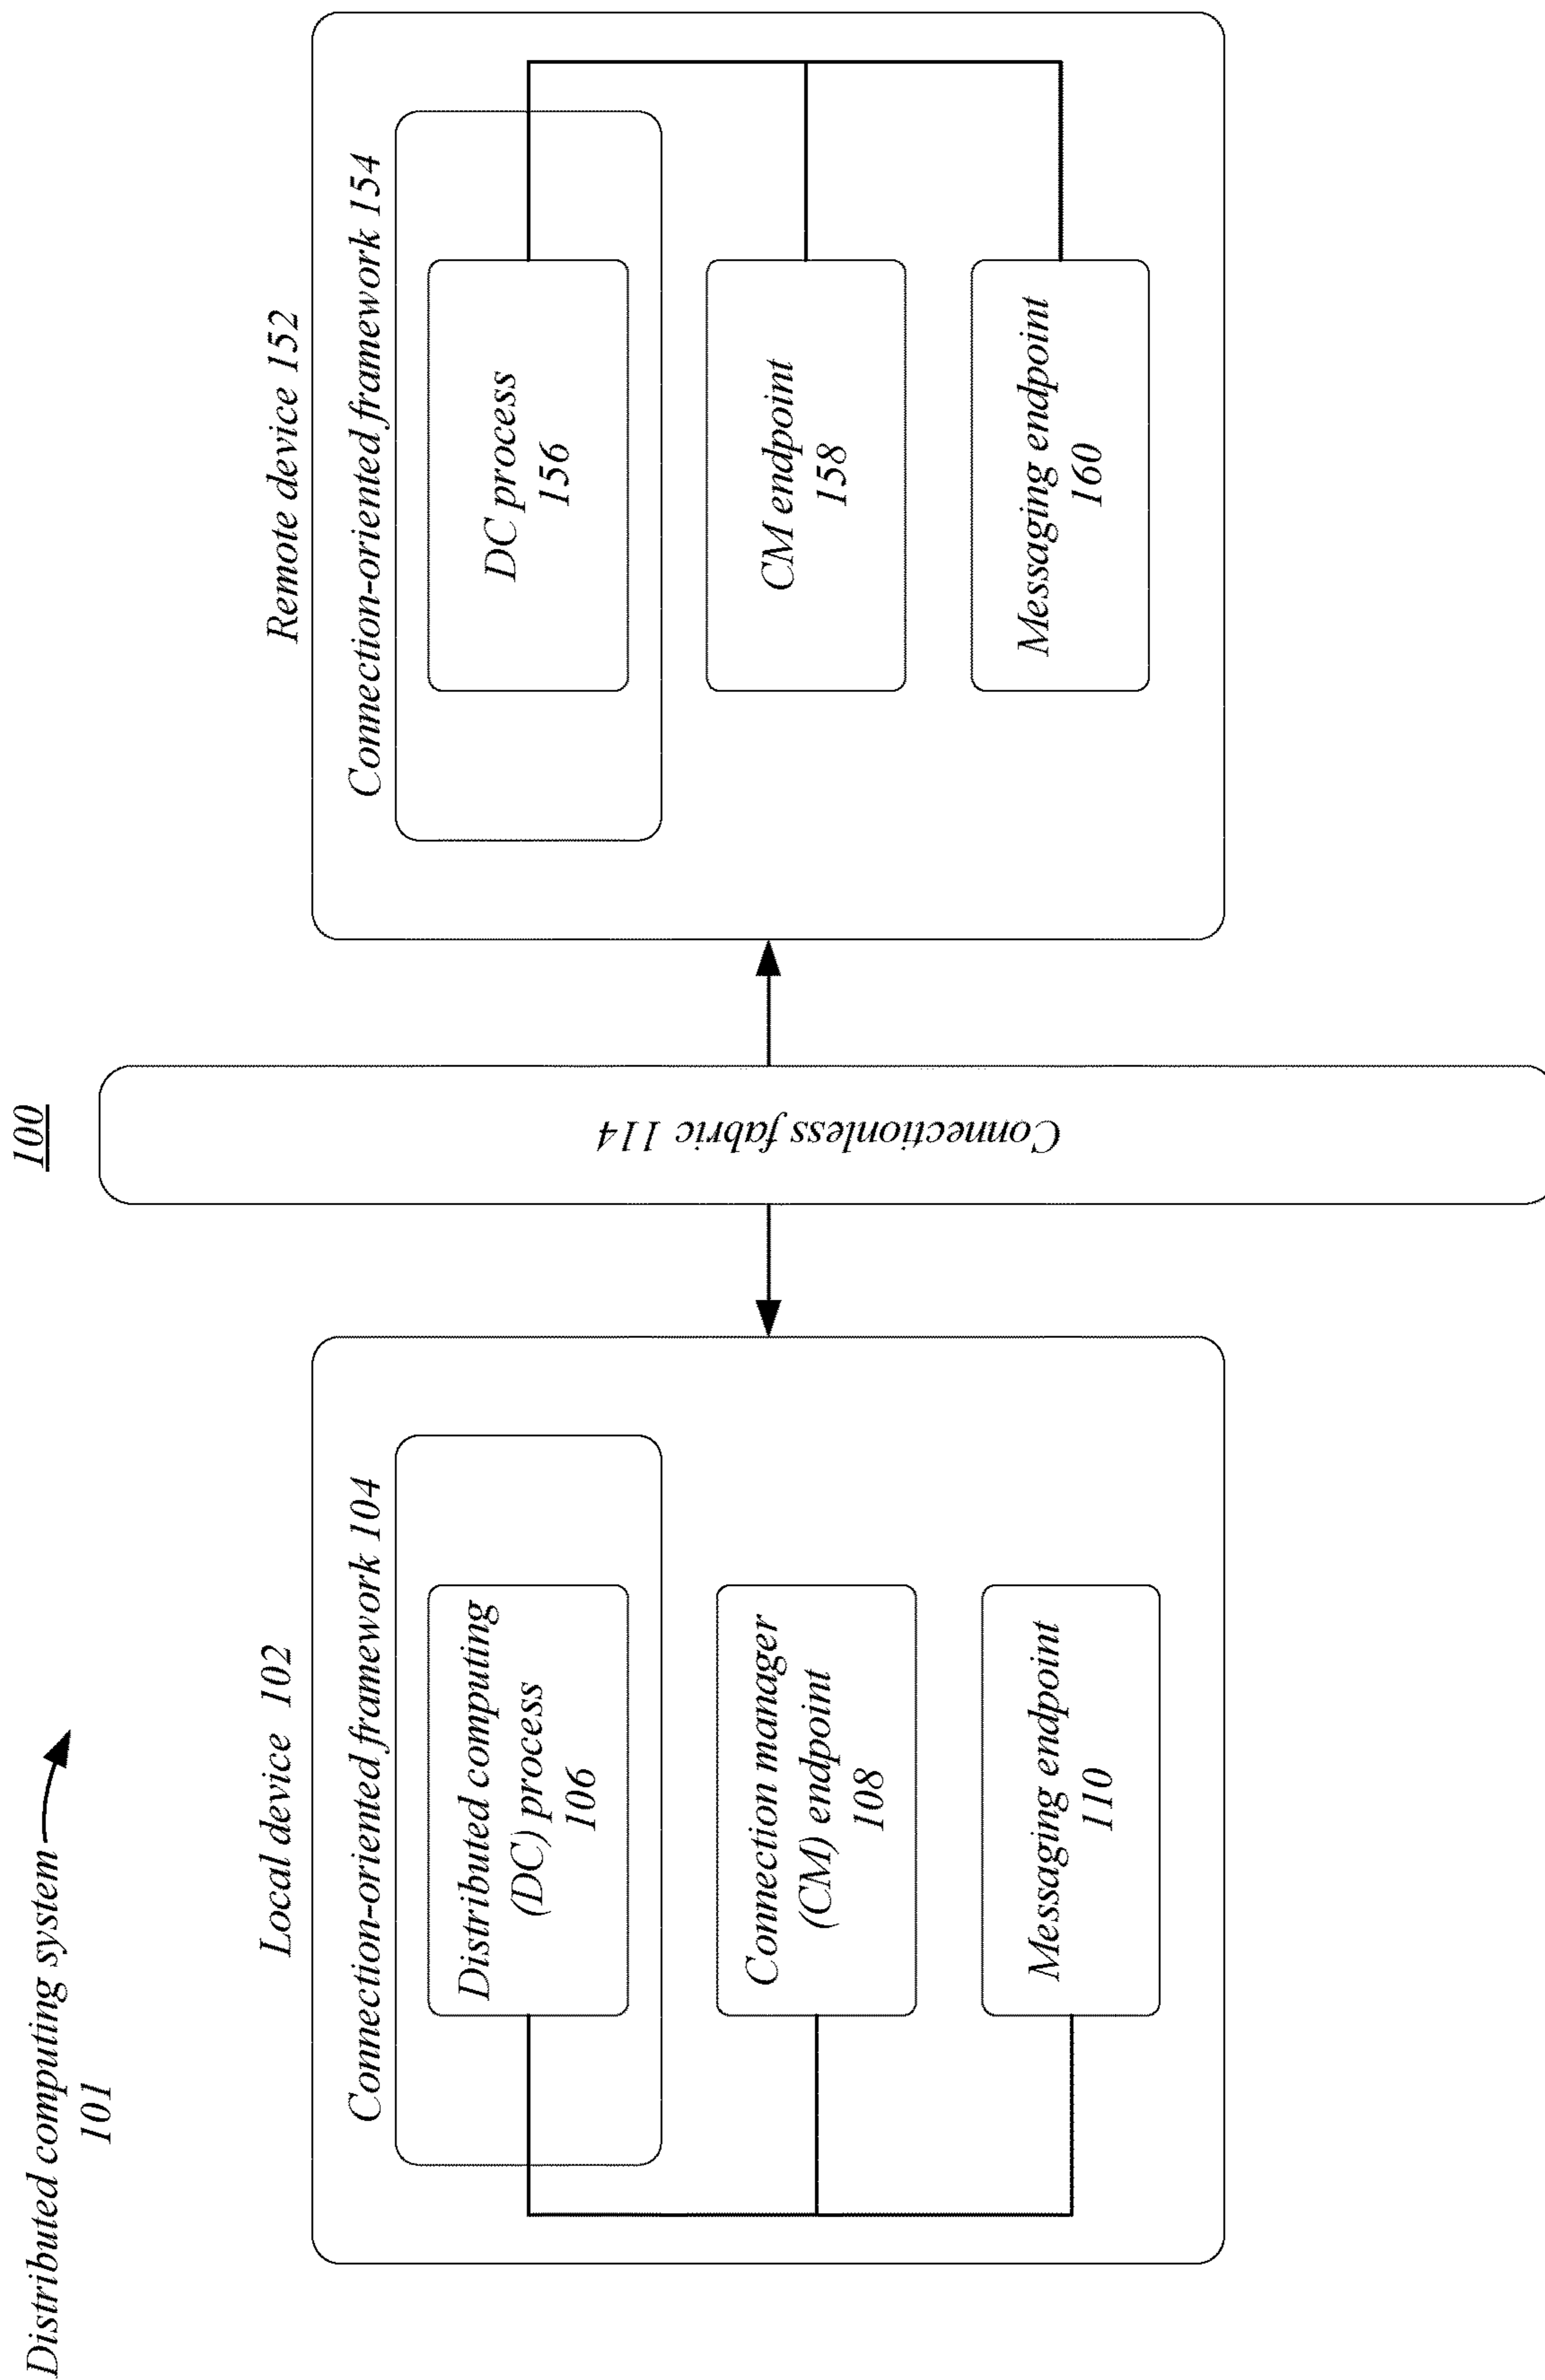 100
Distributed computing system
101
Local device 102
Connection-oriented framework 104
Distributed computing
(DC) process
106
Connection manager
(CM) endpoint
108
Messaging endpoint
110
Connectionless fabric 114
Remote device 152
Connection-oriented framework 154
DC process
156
CM endpoint
158
Messaging endpoint
160